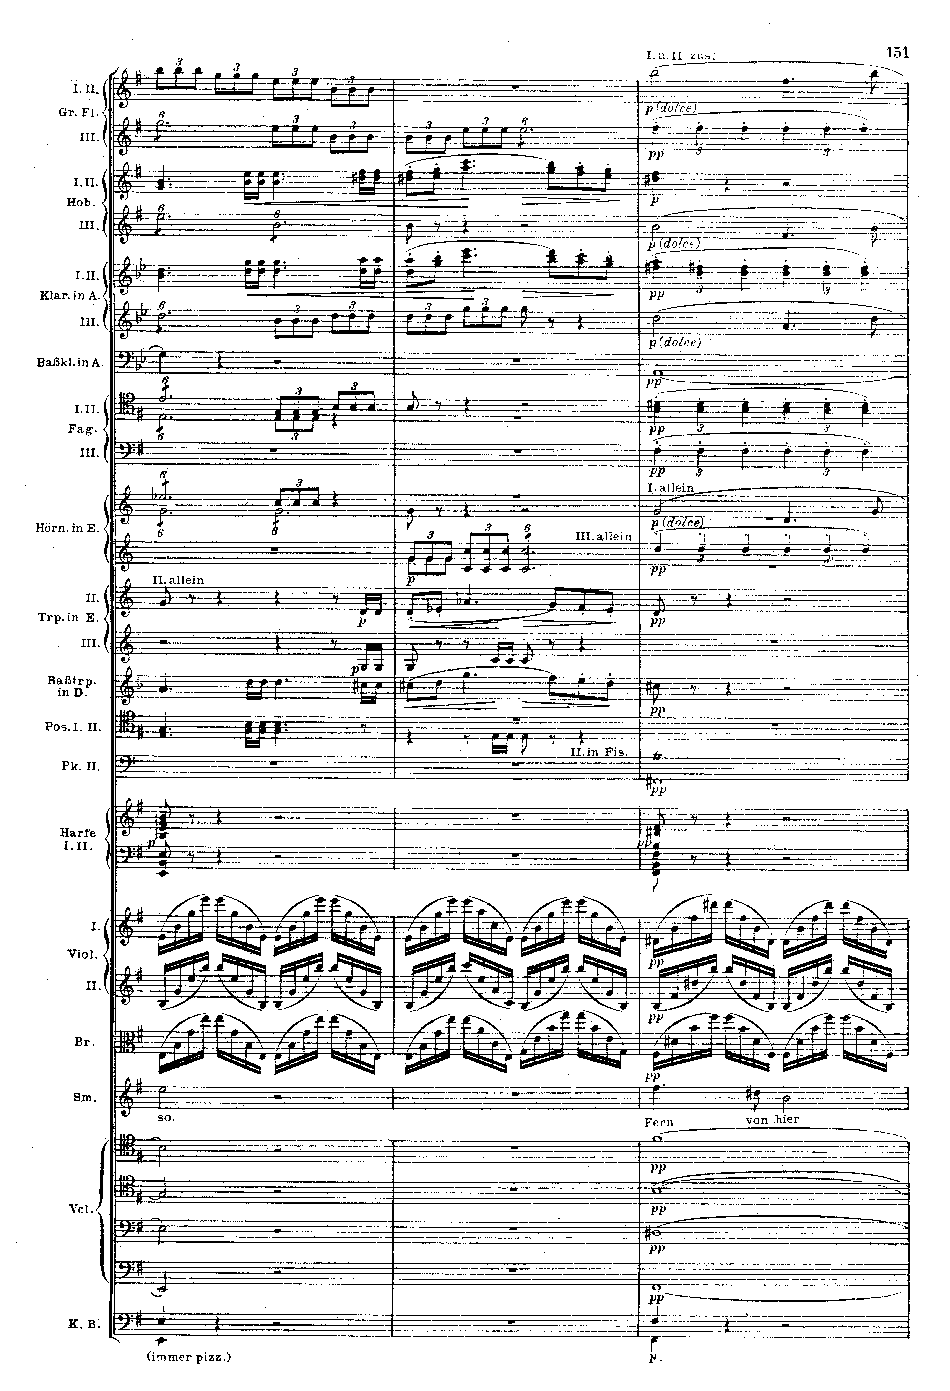 151
I. u. II. zus.
I. II.
Gr. Fl.
III.
p (dolce)
pp
I. II.
Hob.
III.
p
p (dolce)
I. II.
Klar. in A.
III.
pp
p (dolce)
Baßkl. in A.
pp
I. II.
Fag.
III.
pp
pp
Hörn. in E.
I. allein
p (dolce)
III. allein
p
pp
II. allein
II.
Trp. in E.
III.
p
pp
p
Baßtrp.
in D.
pp
Pos. I. II.
II. in Fis.
Pk. II.
pp
Harfe
I. II.
p
pp
I.
Viol.
II.
pp
pp
Br.
pp
Sm.
so. Fern von hier
Vcl.
pp
pp
pp
pp
K. B.
(immer pizz.)
p.